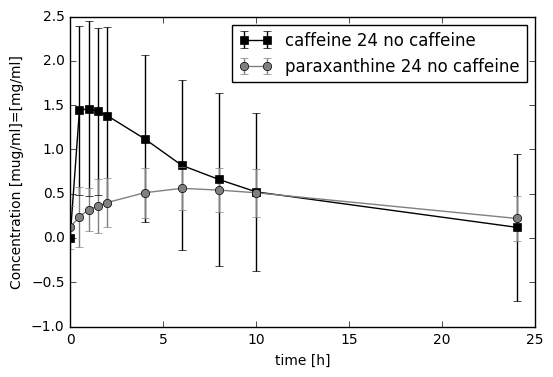 caffeine 24 no caffeine
paraxanthine 24 no caffeine
Concentration [mug/ml]=[mg/ml]
2.5
2.0
1.5
1.0
0.5
0.0
−0.5
−1.0
0 5 10 15 20 25
time [h]